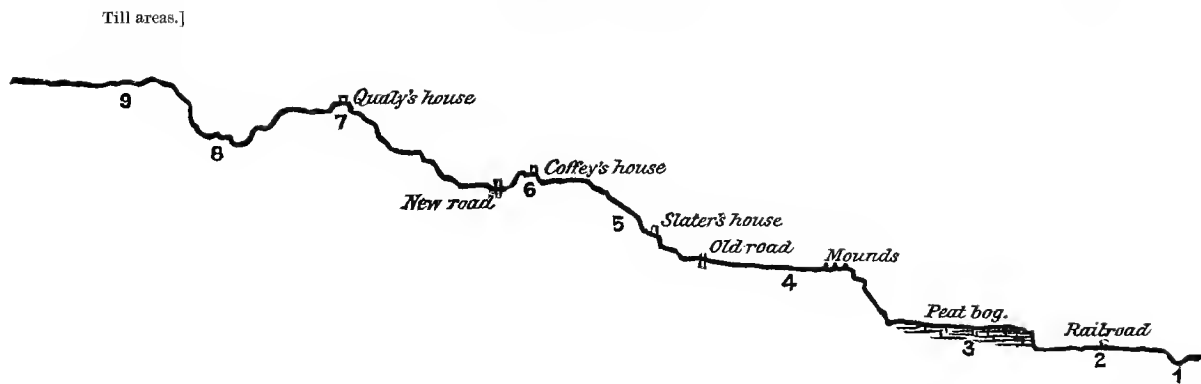 Till areas.]
Qualy's house
9
7
8
Coffey's house
6
New road
Slater's house
5
Old road
Mounds
4
Peat bog.
3
Railroad
2
1